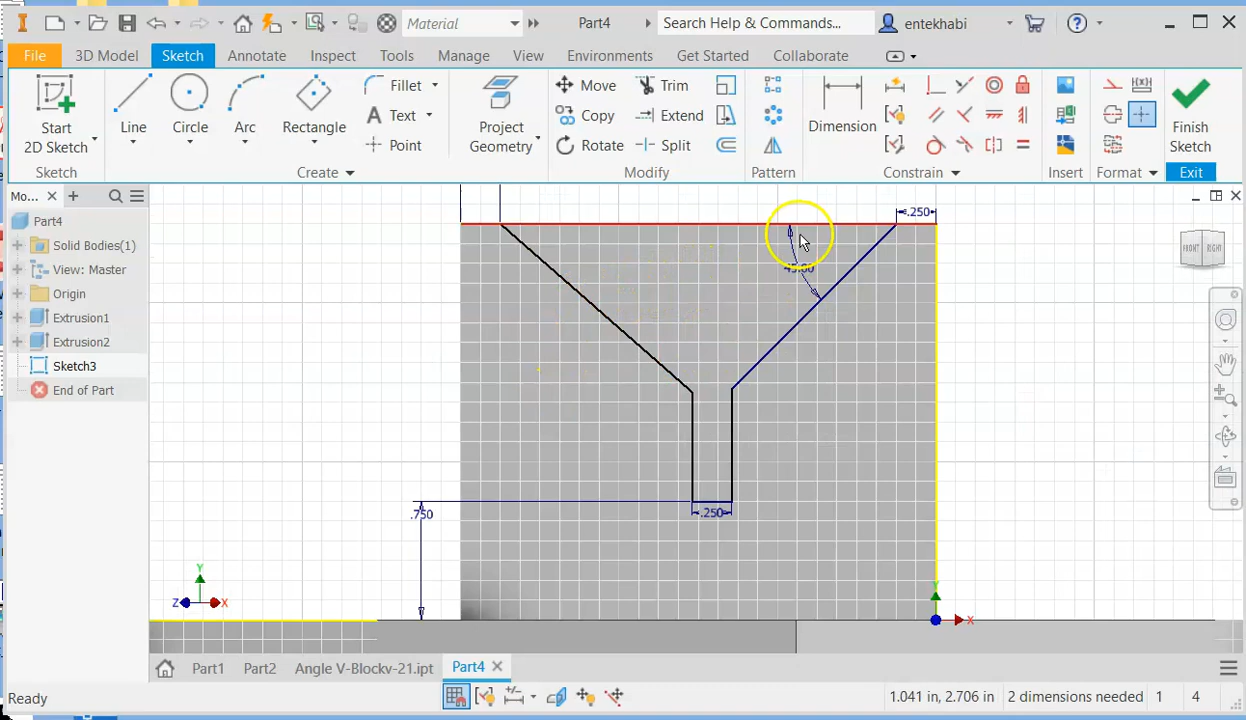 Material
Part4
Search Help & Commands...
entekhabi
File
3D Model
Sketch
Annotate
Inspect
Tools
Manage
View
Environments
Get Started
Collaborate
Start
2D Sketch
Line
Circle
Arc
Rectangle
Fillet
Text
Point
Project
Geometry
Move
Copy
Rotate
Trim
Extend
Split
Dimension
Finish
Sketch
Sketch
Create
Modify
Pattern
Constrain
Insert
Format
Exit
Mo...
Part4
Solid Bodies(1)
View: Master
Origin
Extrusion1
Extrusion2
Sketch3
End of Part
.250
45.00
.250
.750
FRONT
RIGHT
Y
Z
X
Y
X
Part1
Part2
Angle V-Blockv-21.ipt
Part4
Ready
1.041 in, 2.706 in
2 dimensions needed
1
4